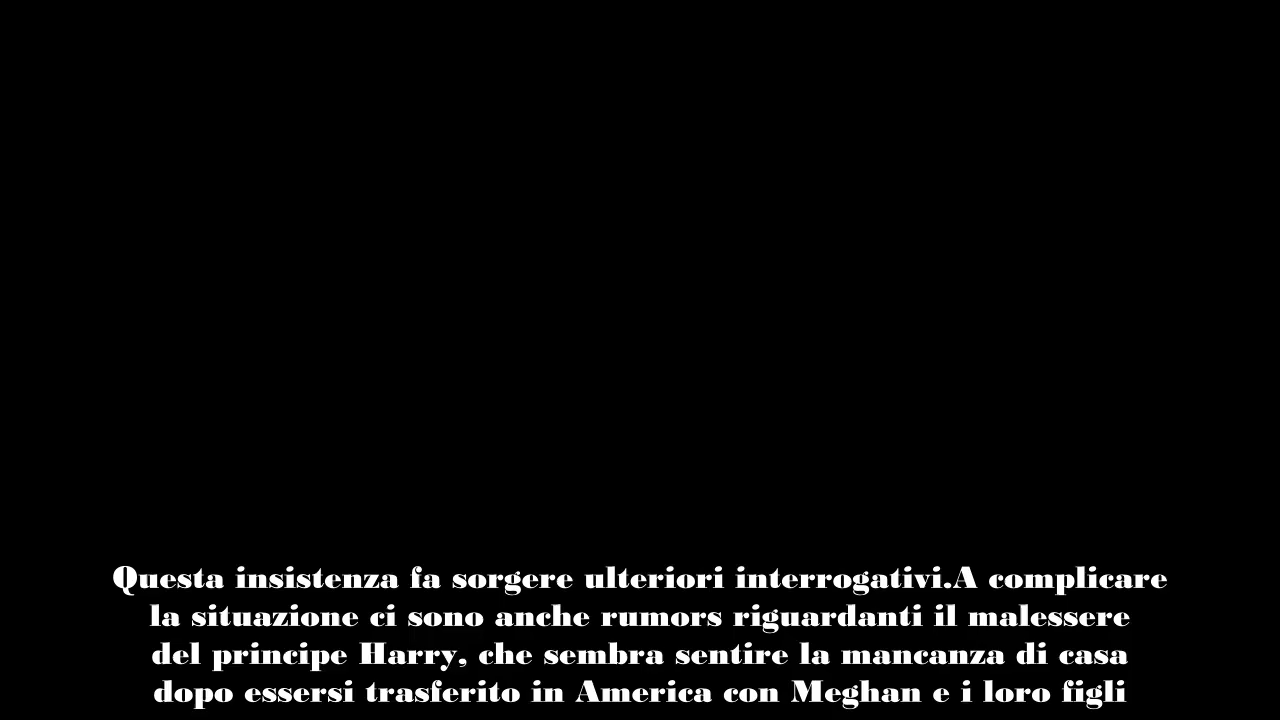 Questa insistenza fa sorgere ulteriori interrogativi.A complicare
la situazione ci sono anche rumors riguardanti il malessere
del principe Harry, che sembra sentire la mancanza di casa
dopo essersi trasferito in America con Meghan e i loro figli